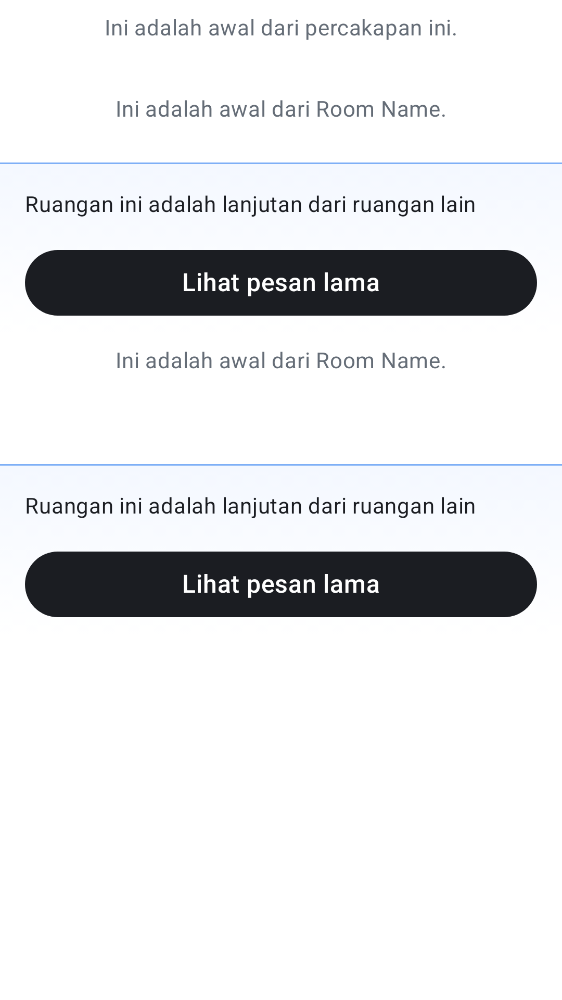 Ini adalah awal dari percakapan ini.
Ini adalah awal dari Room Name.
Ruangan ini adalah lanjutan dari ruangan lain
Lihat pesan lama
Ini adalah awal dari Room Name.
Ruangan ini adalah lanjutan dari ruangan lain
Lihat pesan lama